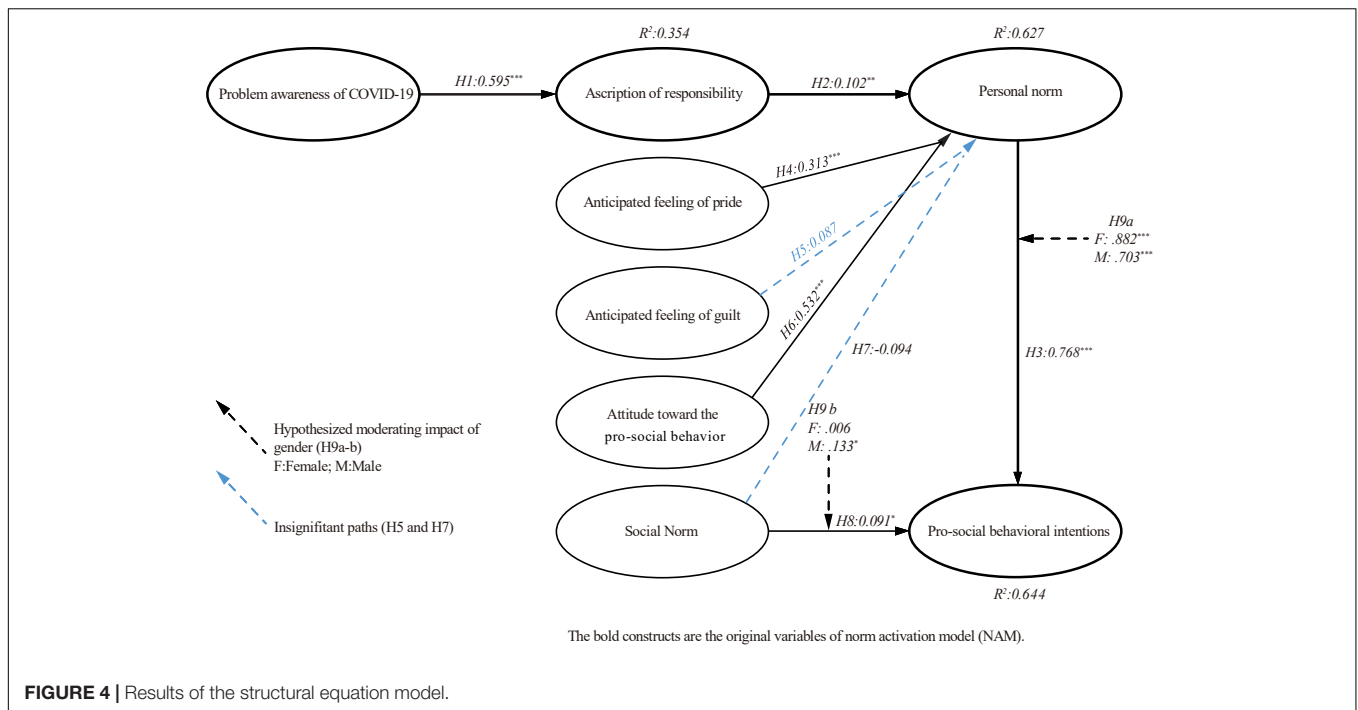 R²:0.354
R²:0.627
Problem awareness of COVID-19
H1:0.595***
Ascription of responsibility
H2:0.102**
Personal norm
H4:0.313***
Anticipated feeling of pride
H9a
F: .882***
M: .703***
H5:0.087
Anticipated feeling of guilt
H6:0.532***
H7:-0.094
H3:0.768***
Attitude toward the
pro-social behavior
H9 b
F: .006
M: .133*
Hypothesized moderating impact of
gender (H9a-b)
F:Female; M:Male
Insignifitant paths (H5 and H7)
Social Norm
H8:0.091*
Pro-social behavioral intentions
R²:0.644
The bold constructs are the original variables of norm activation model (NAM).
FIGURE 4 | Results of the structural equation model.